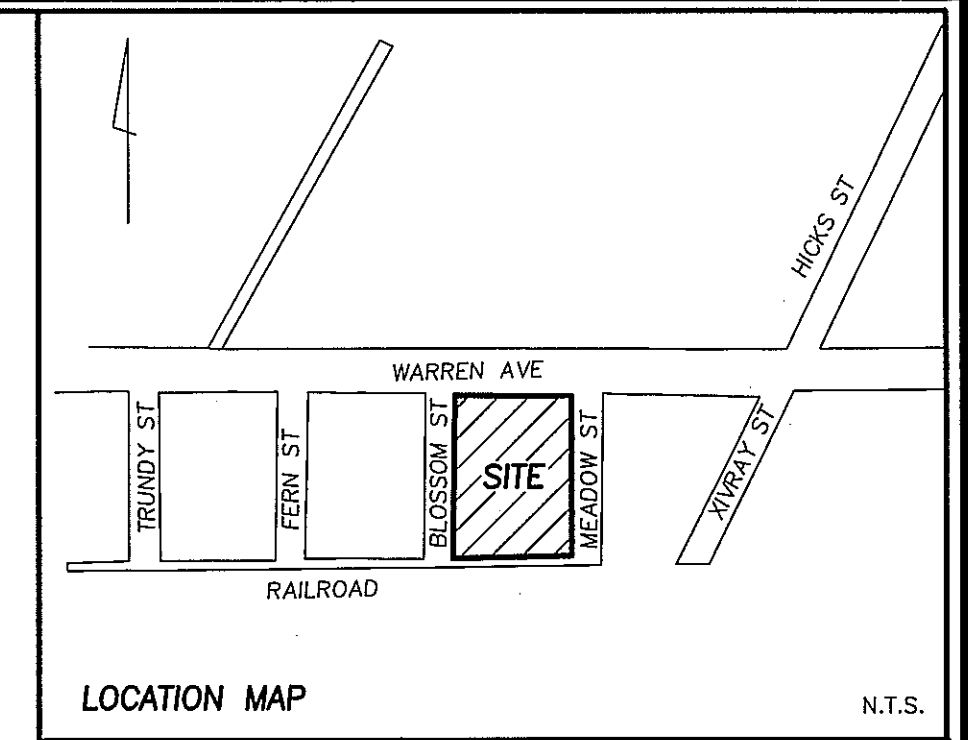 HICKS ST
WARREN AVE
TRUNDY ST
FERN ST
BLOSSOM ST
SITE
MEADOW ST
XIVRAY ST
RAILROAD
LOCATION MAP
N.T.S.